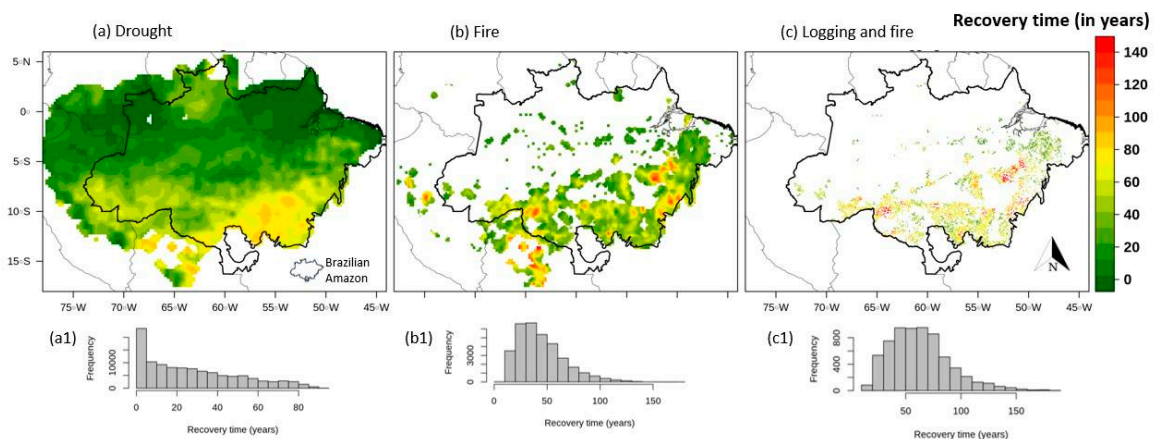 Recovery time (in years)
(a) Drought
(b) Fire
(c) Logging and fire
140
120
100
80
60
40
20
0
5°N
0
5°S
10°S
15°S
Brazilian
Amazon
N
75°W 70°W 65°W 60°W 55°W 50°W 45°W
75°W 70°W 65°W 60°W 55°W 50°W 45°W
(a1)
Frequency
0 10000
0 20 40 60 80
Recovery time (years)
(b1)
Frequency
0 3000
0 50 100 150
Recovery time (years)
(c1)
Frequency
0 400 800
50 100 150
Recovery time (years)